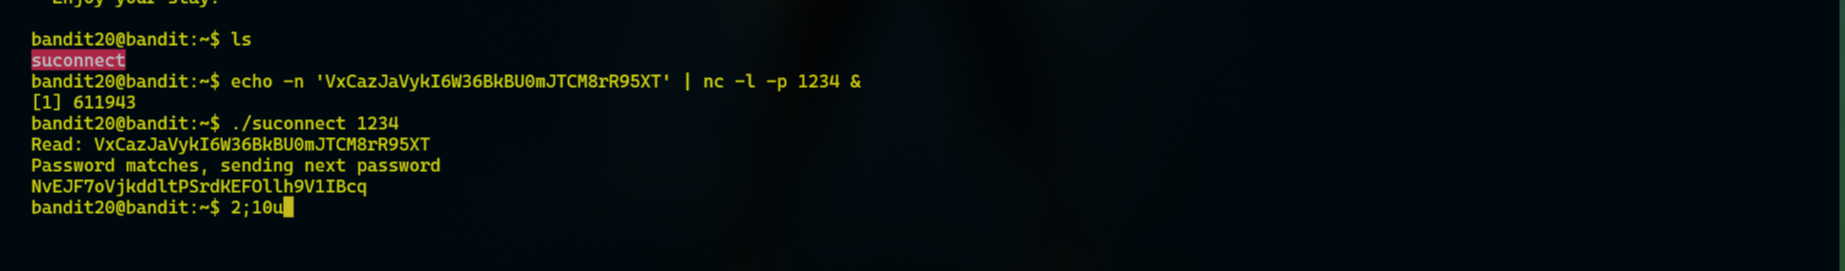 Enjoy your stay!
bandit20@bandit:~$ ls
suconnect
bandit20@bandit:~$ echo -n 'VxCazJaVykI6W36BkBU0mJTCM8rR95XT' | nc -l -p 1234 &
[1] 611943
bandit20@bandit:~$ ./suconnect 1234
Read: VxCazJaVykI6W36BkBU0mJTCM8rR95XT
Password matches, sending next password
NvEJF7oVjkddltPSrdKEFOllh9V1IBcq
bandit20@bandit:~$ 2;10u